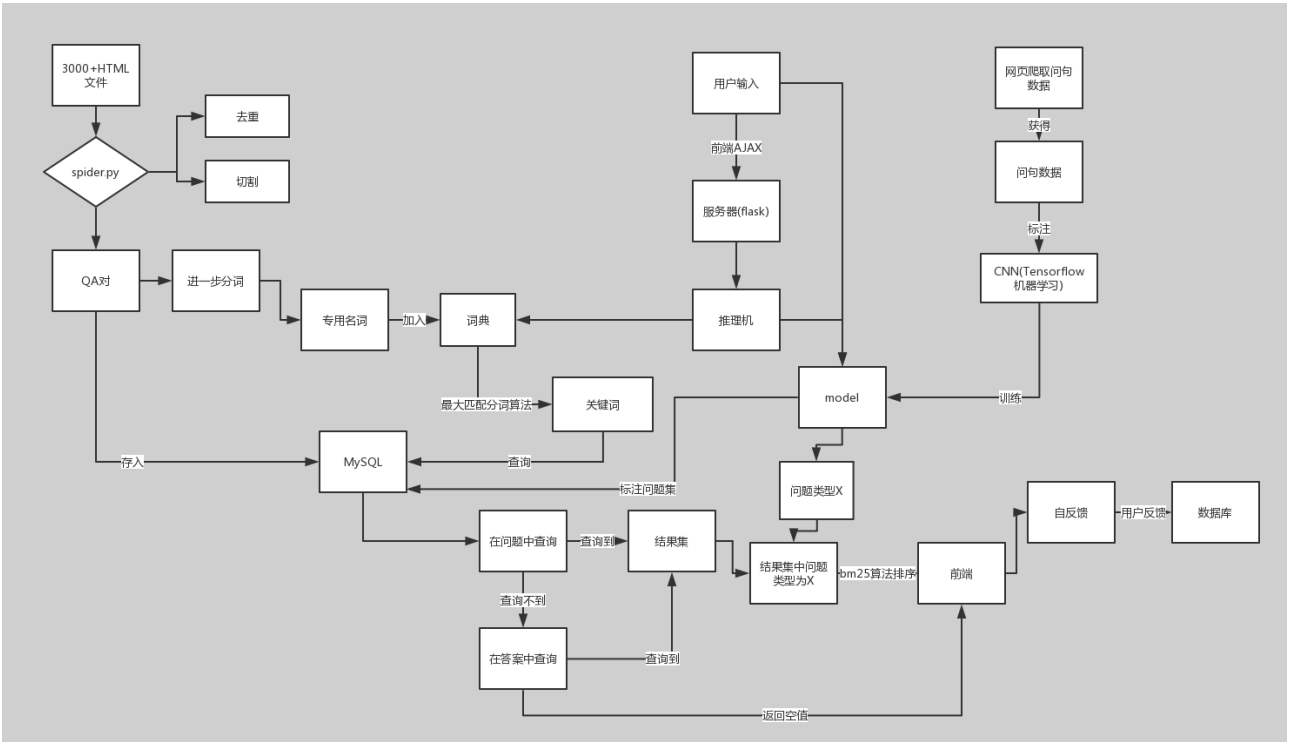 3000+HTML
文件
用户输入
网页爬取问句
数据
去重
获得
前端AJAX
spider.py
问句数据
切割
服务器(flask)
标注
CNN(Tensorflow
机器学习)
QA对
进一步分词
专用名词
加入
词典
推理机
最大匹配分词算法
关键词
model
训练
存入
MySQL
查询
标注问题集
问题类型X
自反馈
用户反馈
数据库
在问题中查询
查询到
结果集
结果集中问题
类型为X
bm25算法排序
前端
查询不到
在答案中查询
查询到
返回空值